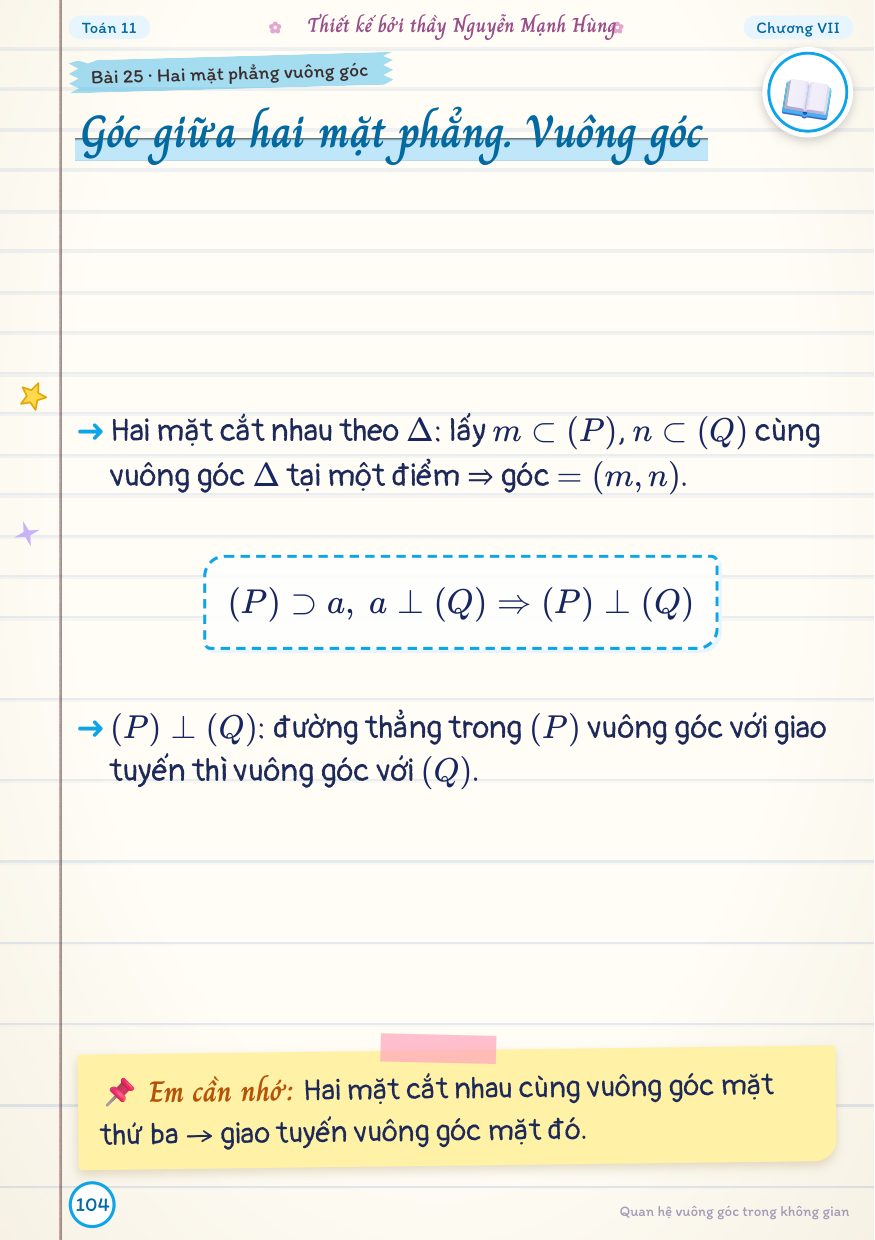 Toán 11
Thiết kế bởi thầy Nguyễn Mạnh Hùng
Chương VII
Bài 25 · Hai mặt phẳng vuông góc
Góc giữa hai mặt phẳng. Vuông góc
→ Hai mặt cắt nhau theo Δ: lấy m ⊂ (P), n ⊂ (Q) cùng
vuông góc Δ tại một điểm ⇒ góc = (m, n).
(P) ⊃ a, a ⊥ (Q) ⇒ (P) ⊥ (Q)
→ (P) ⊥ (Q): đường thẳng trong (P) vuông góc với giao
tuyến thì vuông góc với (Q).
Em cần nhớ: Hai mặt cắt nhau cùng vuông góc mặt
thứ ba → giao tuyến vuông góc mặt đó.
104
Quan hệ vuông góc trong không gian